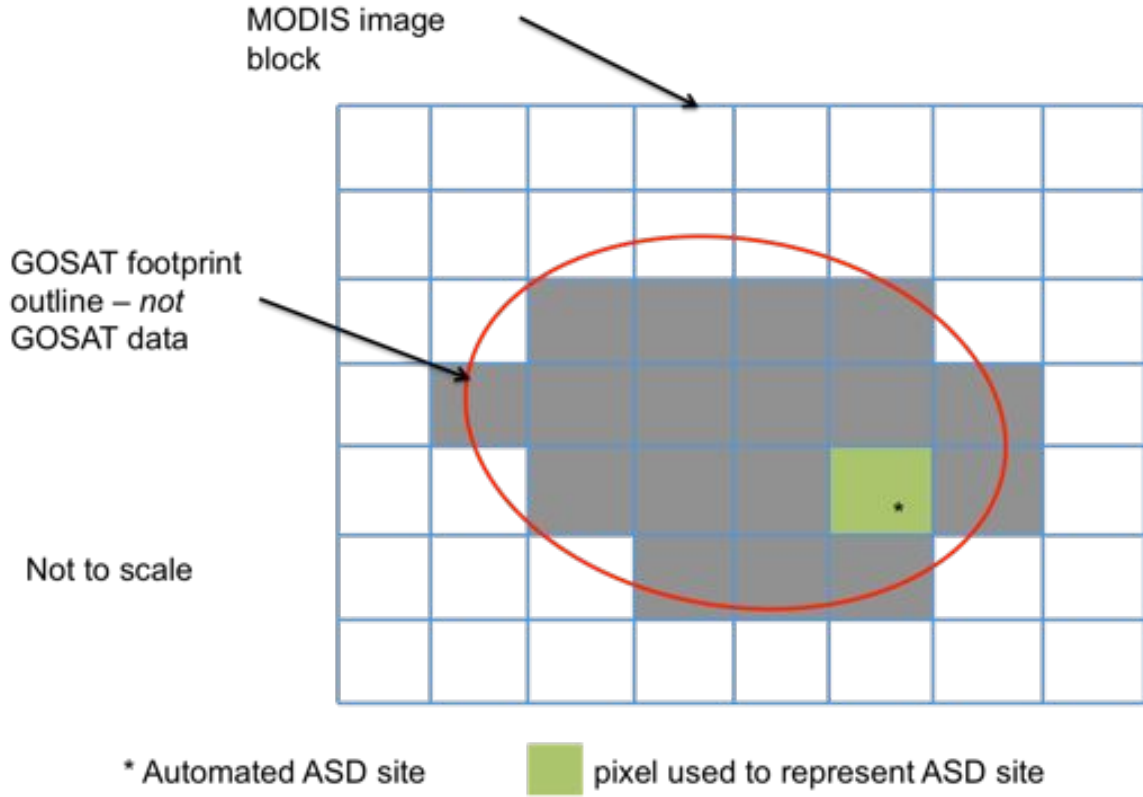 MODIS image
block
GOSAT footprint
outline – not
GOSAT data
*
Not to scale
* Automated ASD site
pixel used to represent ASD site